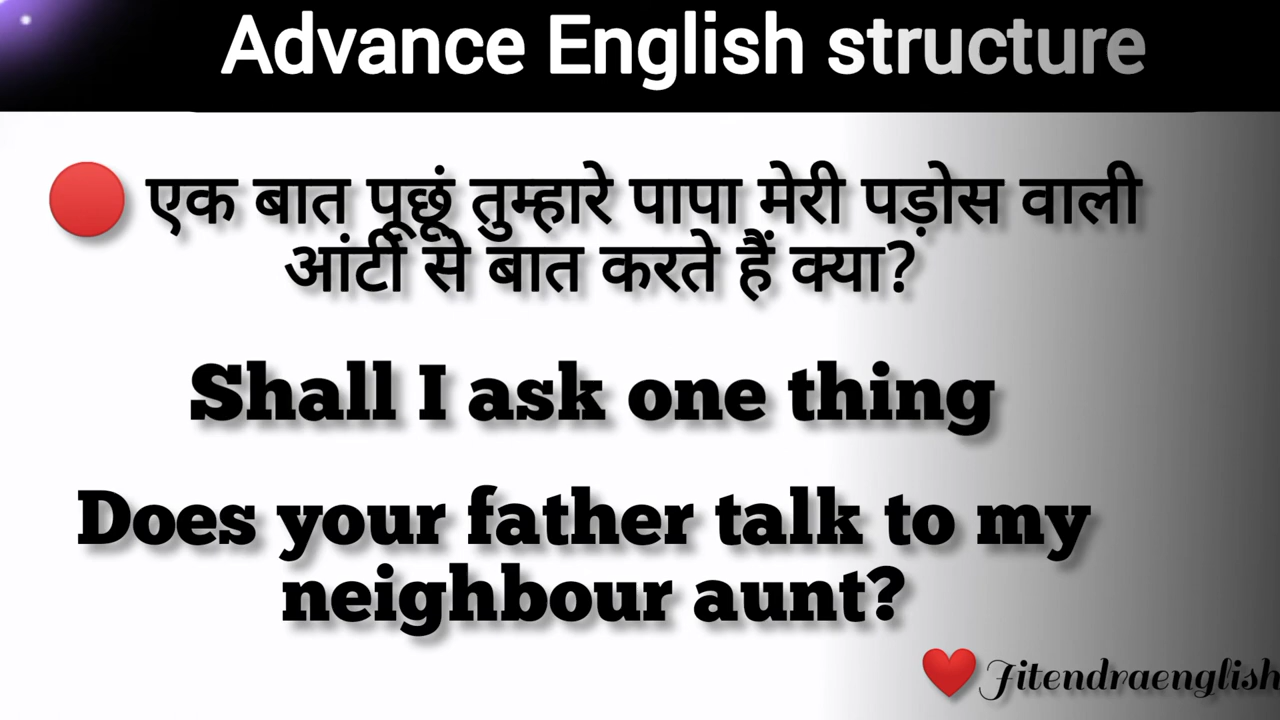 Advance English structure
एक बात पूछूं तुम्हारे पापा मेरी पड़ोस वाली
आंटी से बात करते हैं क्या?
Shall I ask one thing
Does your father talk to my
neighbour aunt?
Jitendraenglish